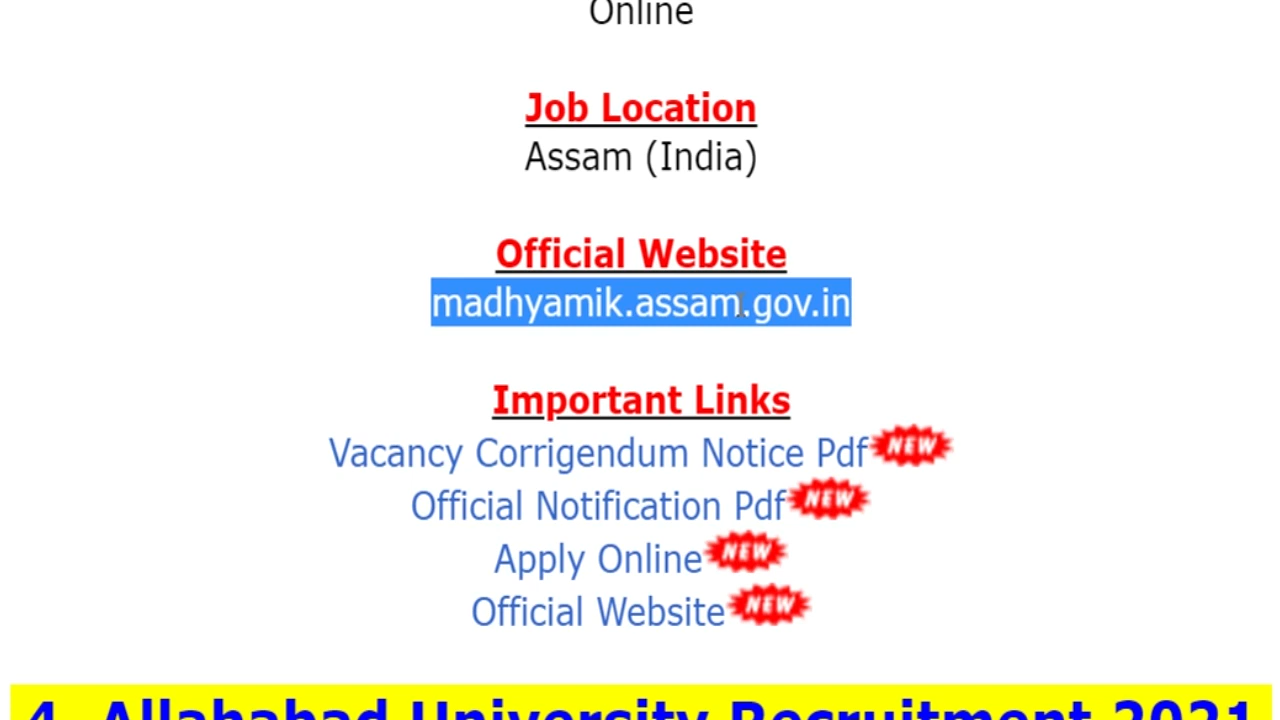 Online
Job Location
Assam (India)
Official Website
madhyamik.assam.gov.in
Important Links
Vacancy Corrigendum Notice Pdf NEW
Official Notification Pdf NEW
Apply Online NEW
Official Website NEW
4. Allahabad University Recruitment 2021